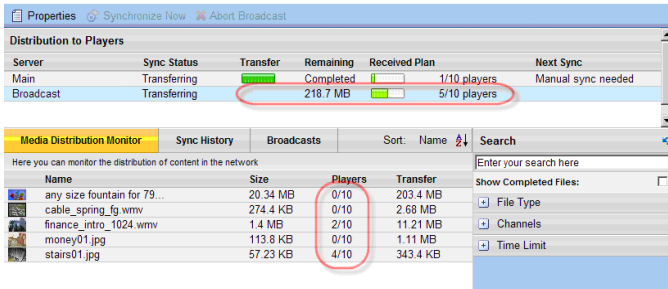 Properties Synchronize Now Abort Broadcast
Distribution to Players
Server Sync Status Transfer Remaining Received Plan Next Sync
Main Transferring Completed 1/10 players Manual sync needed
Broadcast Transferring 218.7 MB 5/10 players
Media Distribution Monitor Sync History Broadcasts Sort: Name Search
Here you can monitor the distribution of content in the network Enter your search here
Name Size Players Transfer Show Completed Files:
any size fountain for 79... 20.34 MB 0/10 203.4 MB
File Type
cable_spring_fg.wmv 274.4 KB 0/10 2.68 MB
finance_intro_1024.wmv 1.4 MB 2/10 11.21 MB Channels
money01.jpg 113.8 KB 0/10 1.11 MB
Time Limit
stairs01.jpg 57.23 KB 4/10 343.4 KB